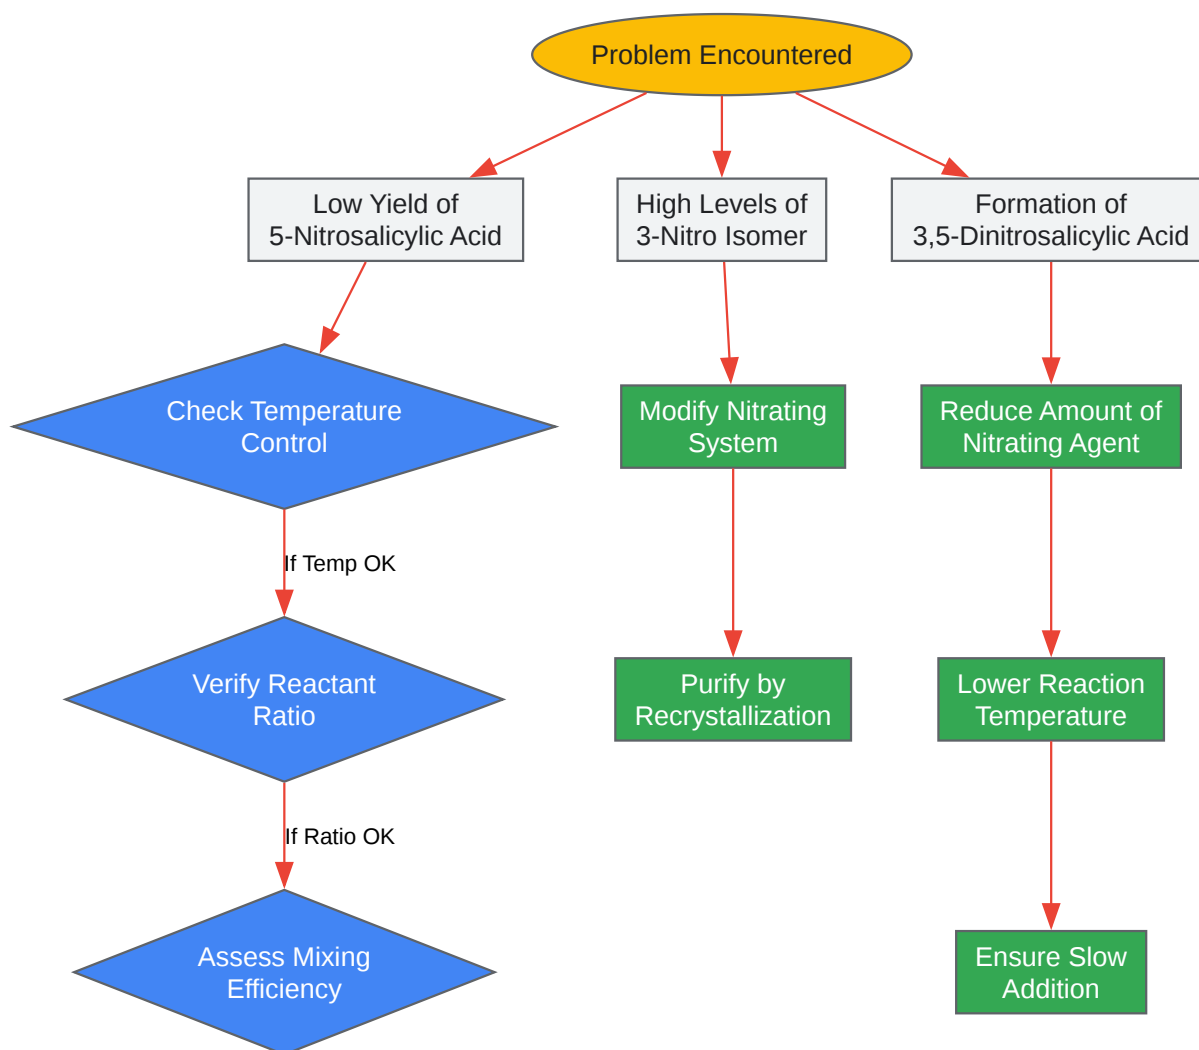 Problem Encountered
Low Yield of
5-Nitrosalicylic Acid
High Levels of
3-Nitro Isomer
Formation of
3,5-Dinitrosalicylic Acid
Check Temperature
Control
Modify Nitrating
System
Reduce Amount of
Nitrating Agent
If Temp OK
Verify Reactant
Ratio
Purify by
Recrystallization
Lower Reaction
Temperature
If Ratio OK
Assess Mixing
Efficiency
Ensure Slow
Addition